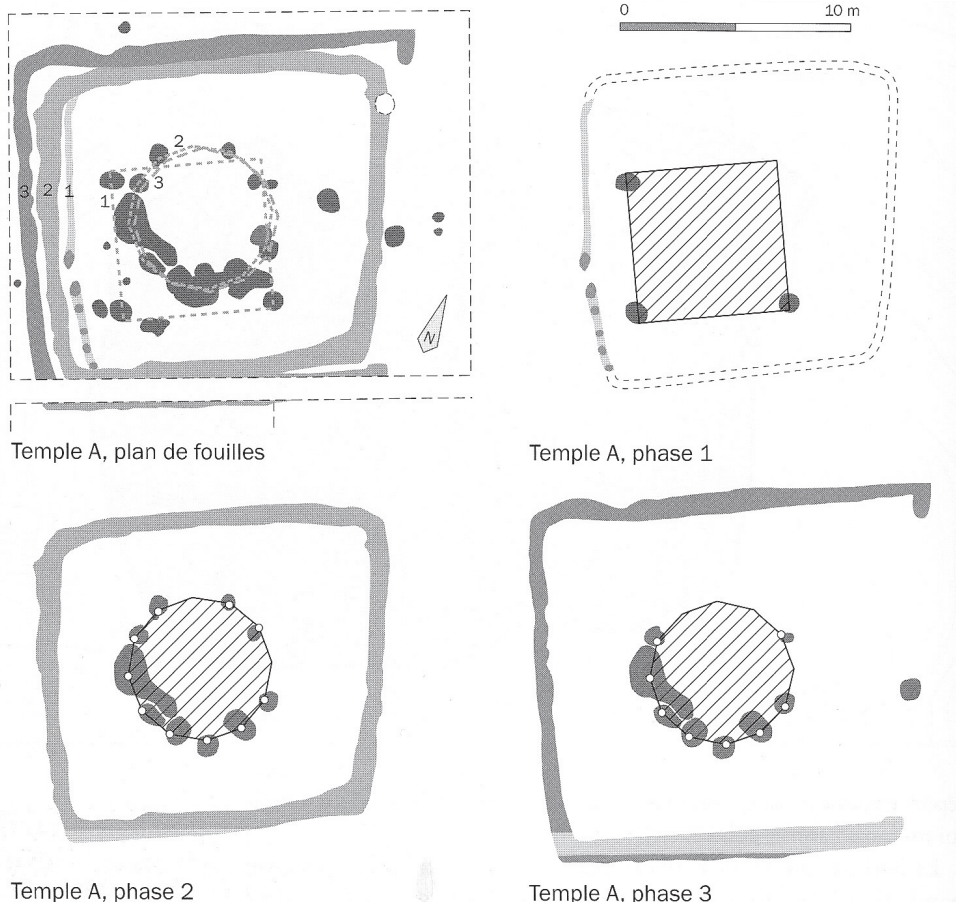 0 10 m
2
3
3 2 1
1
N
Temple A, plan de fouilles
Temple A, phase 1
Temple A, phase 2
Temple A, phase 3